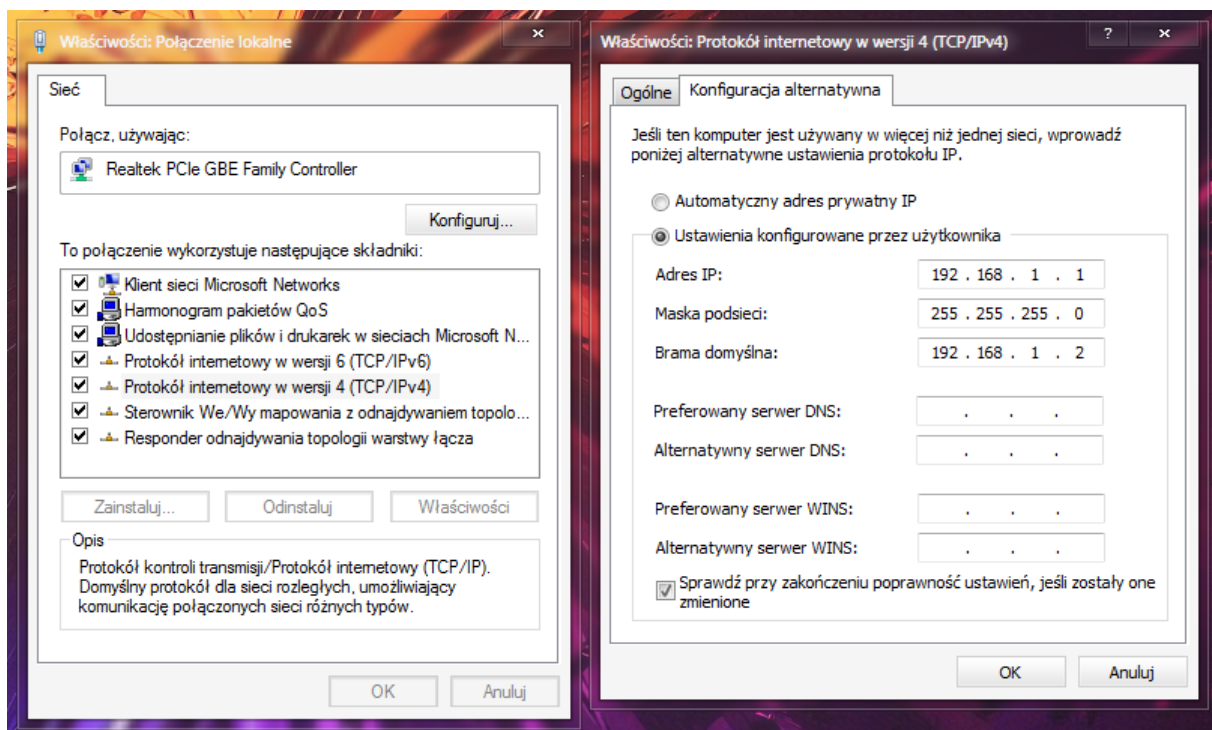 Właściwości: Połączenie lokalne
Sieć
Połącz, używając:
Realtek PCIe GBE Family Controller
Konfiguruj...
To połączenie wykorzystuje następujące składniki:
Klient sieci Microsoft Networks
Harmonogram pakietów QoS
Udostępnianie plików i drukarek w sieciach Microsoft N...
Protokół internetowy w wersji 6 (TCP/IPv6)
Protokół internetowy w wersji 4 (TCP/IPv4)
Sterownik We/Wy mapowania z odnajdywaniem topolo...
Responder odnajdywania topologii warstwy łącza
Zainstaluj... Odinstaluj Właściwości
Opis
Protokół kontroli transmisji/Protokół internetowy (TCP/IP).
Domyślny protokół dla sieci rozległych, umożliwiający
komunikację połączonych sieci różnych typów.
OK Anuluj
Właściwości: Protokół internetowy w wersji 4 (TCP/IPv4)
Ogólne Konfiguracja alternatywna
Jeśli ten komputer jest używany w więcej niż jednej sieci, wprowadź
poniżej alternatywne ustawienia protokołu IP.
Automatyczny adres prywatny IP
Ustawienia konfigurowane przez użytkownika
Adres IP: 192 . 168 . 1 . 1
Maska podsieci: 255 . 255 . 255 . 0
Brama domyślna: 192 . 168 . 1 . 2
Preferowany serwer DNS: . . .
Alternatywny serwer DNS: . . .
Preferowany serwer WINS: . . .
Alternatywny serwer WINS: . . .
Sprawdź przy zakończeniu poprawność ustawień, jeśli zostały one
zmienione
OK Anuluj